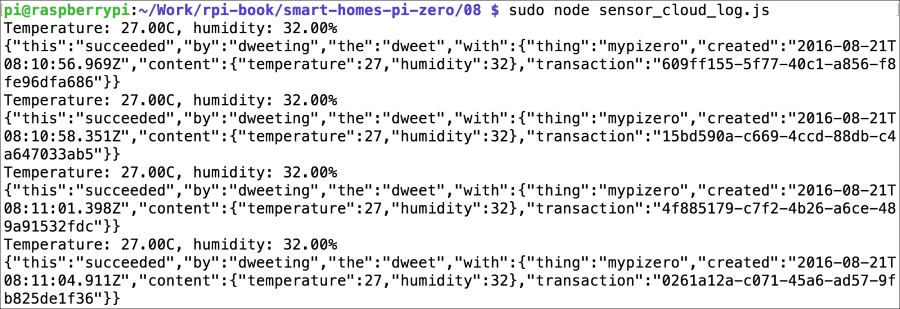 pi@raspberrypi:~/Work/rpi-book/smart-homes-pi-zero/08 $ sudo node sensor_cloud_log.js
Temperature: 27.00C, humidity: 32.00%
{"this":"succeeded","by":"dweeting","the":"dweet","with":{"thing":"mypizero","created":"2016-08-21T
08:10:56.969Z","content":{"temperature":27,"humidity":32},"transaction":"609ff155-5f77-40c1-a856-f8
fe96dfa686"}}
Temperature: 27.00C, humidity: 32.00%
{"this":"succeeded","by":"dweeting","the":"dweet","with":{"thing":"mypizero","created":"2016-08-21T
08:10:58.351Z","content":{"temperature":27,"humidity":32},"transaction":"15bd590a-c669-4ccd-88db-c4
a647033ab5"}}
Temperature: 27.00C, humidity: 32.00%
{"this":"succeeded","by":"dweeting","the":"dweet","with":{"thing":"mypizero","created":"2016-08-21T
08:11:01.398Z","content":{"temperature":27,"humidity":32},"transaction":"4f885179-c7f2-4b26-a6ce-48
9a91532fdc"}}
Temperature: 27.00C, humidity: 32.00%
{"this":"succeeded","by":"dweeting","the":"dweet","with":{"thing":"mypizero","created":"2016-08-21T
08:11:04.911Z","content":{"temperature":27,"humidity":32},"transaction":"0261a12a-c071-45a6-ad57-9f
b825de1f36"}}